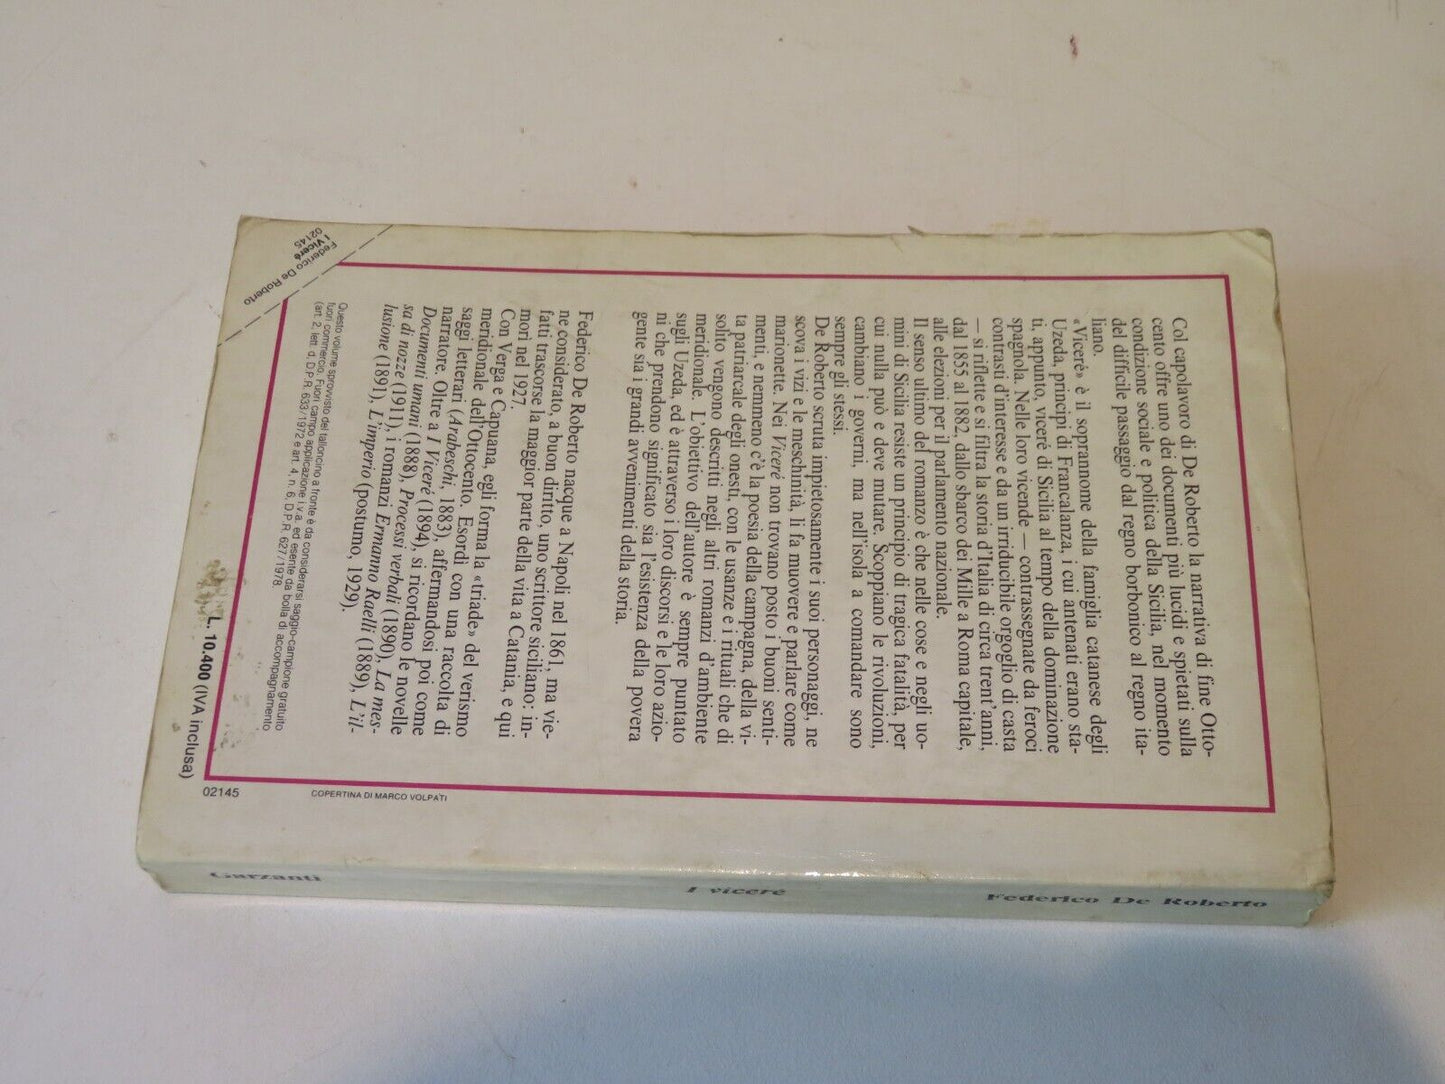 Col capolavoro di De Roberto la narrativa di fine Otto-
cento offre uno dei documenti più lucidi e spietati sulla
condizione sociale e politica della Sicilia, nel momento
del difficile passaggio dal regno borbonico al regno ita-
liano.
«Viceré» è il soprannome della famiglia catanese degli
Uzeda, principi di Francalanza, i cui antenati erano sta-
ti, appunto, viceré di Sicilia al tempo della dominazione
spagnola. Nelle loro vicende — contrassegnate da feroci
contrasti d'interesse e da un irriducibile orgoglio di casta
— si riflette e si filtra la storia d'Italia di circa trent'anni,
dal 1855 al 1882, dallo sbarco dei Mille a Roma capitale,
alle elezioni per il parlamento nazionale.
Il senso ultimo del romanzo è che nelle cose e negli uo-
mini di Sicilia resiste un principio di tragica fatalità, per
cui nulla può e deve mutare. Scoppiano le rivoluzioni,
cambiano i governi, ma nell'isola a comandare sono
sempre gli stessi.
De Roberto scruta impietosamente i suoi personaggi, ne
scova i vizi e le meschinità, li fa muovere e parlare come
marionette. Nei Viceré non trovano posto i buoni senti-
menti, e nemmeno c'è la poesia della campagna, della vi-
ta patriarcale degli onesti, con le usanze e i rituali che di
solito vengono descritti negli altri romanzi d'ambiente
meridionale. L'obiettivo dell'autore è sempre puntato
sugli Uzeda, ed è attraverso i loro discorsi e le loro azio-
ni che prendono significato sia l'esistenza della povera
gente sia i grandi avvenimenti della storia.
Federico De Roberto nacque a Napoli nel 1861, ma vie-
ne considerato, a buon diritto, uno scrittore siciliano: in-
fatti trascorse la maggior parte della vita a Catania, e qui
morì nel 1927.
Con Verga e Capuana, egli forma la «triade» del verismo
meridionale dell'Ottocento. Esordì con una raccolta di
saggi letterari (Arabeschi, 1883), affermandosi poi come
narratore. Oltre a I Viceré (1894), si ricordano le novelle
Documenti umani (1888), Processi verbali (1890), La mes-
sa di nozze (1911), i romanzi Ermanno Raelli (1889), L'il-
lusione (1891), L'imperio (postumo, 1929).
Questo volume sprovvisto del talloncino a fronte è da considerarsi saggio-campione gratuito
fuori commercio. Fuori campo applicazione i.v.a. ed esente da bolla di accompagnamento
(art. 2, lett. d, D.P.R. 633/1972 e art. 4, n. 6, D.P.R. 627/1978.
Federico De Roberto
I Viceré
02145
L. 10.400 (IVA inclusa)
02145
COPERTINA DI MARCO VOLPATI
Garzanti
I viceré
Federico De Roberto